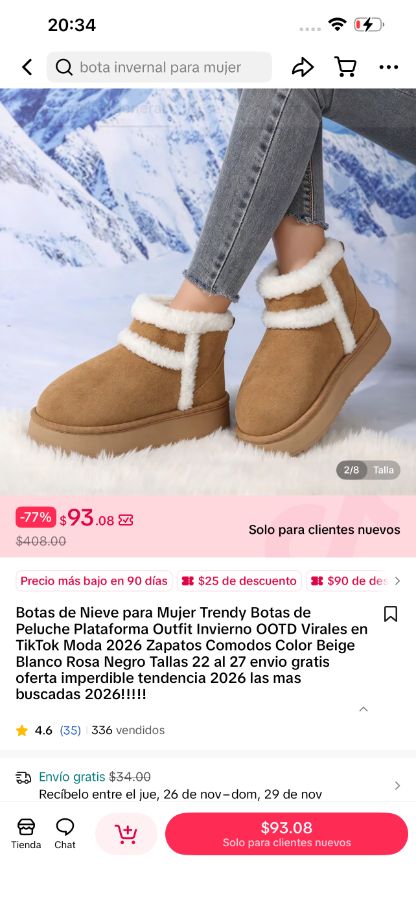 20:34
bota invernal para mujer
2/8 Talla
-77% $93.08
$408.00
Solo para clientes nuevos
Precio más bajo en 90 días
$25 de descuento
$90 de des
Botas de Nieve para Mujer Trendy Botas de
Peluche Plataforma Outfit Invierno OOTD Virales en
TikTok Moda 2026 Zapatos Comodos Color Beige
Blanco Rosa Negro Tallas 22 al 27 envio gratis
oferta imperdible tendencia 2026 las mas
buscadas 2026!!!!!
4.6 (35) 336 vendidos
Envío gratis $34.00
Recíbelo entre el jue, 26 de nov–dom, 29 de nov
Tienda
Chat
$93.08
Solo para clientes nuevos